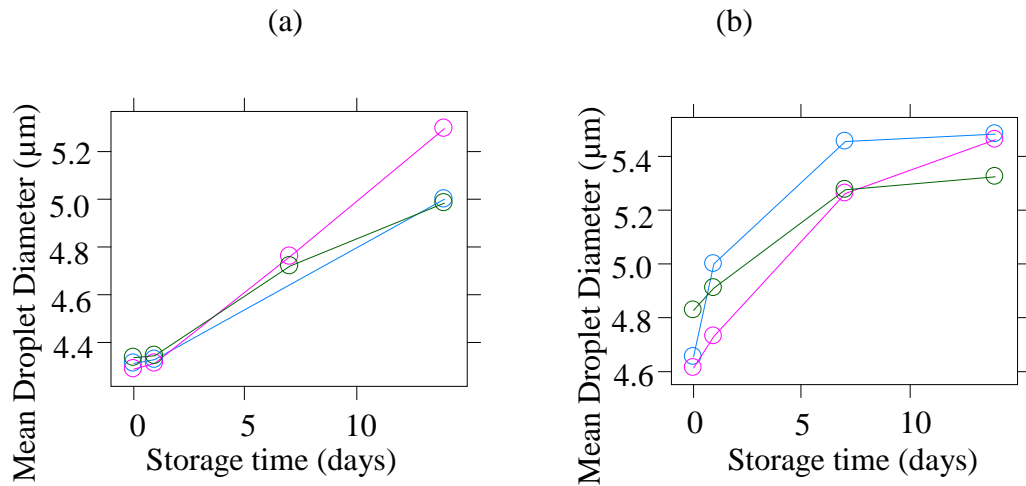 (a)
Mean Droplet Diameter (µm)
5.2
5.0
4.8
4.6
4.4
0 5 10
Storage time (days)
(b)
Mean Droplet Diameter (µm)
5.4
5.2
5.0
4.8
4.6
0 5 10
Storage time (days)